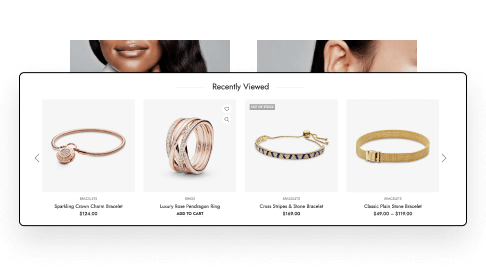 Recently Viewed
OUT OF STOCK
BRACELETS
Sparkling Crown Charm Bracelet
$124.00
RINGS
Luxury Rose Pendragon Ring
ADD TO CART
BRACELETS
Cross Stripes & Stone Bracelet
$169.00
BRACELETS
Classic Plain Stone Bracelet
$49.00 – $119.00